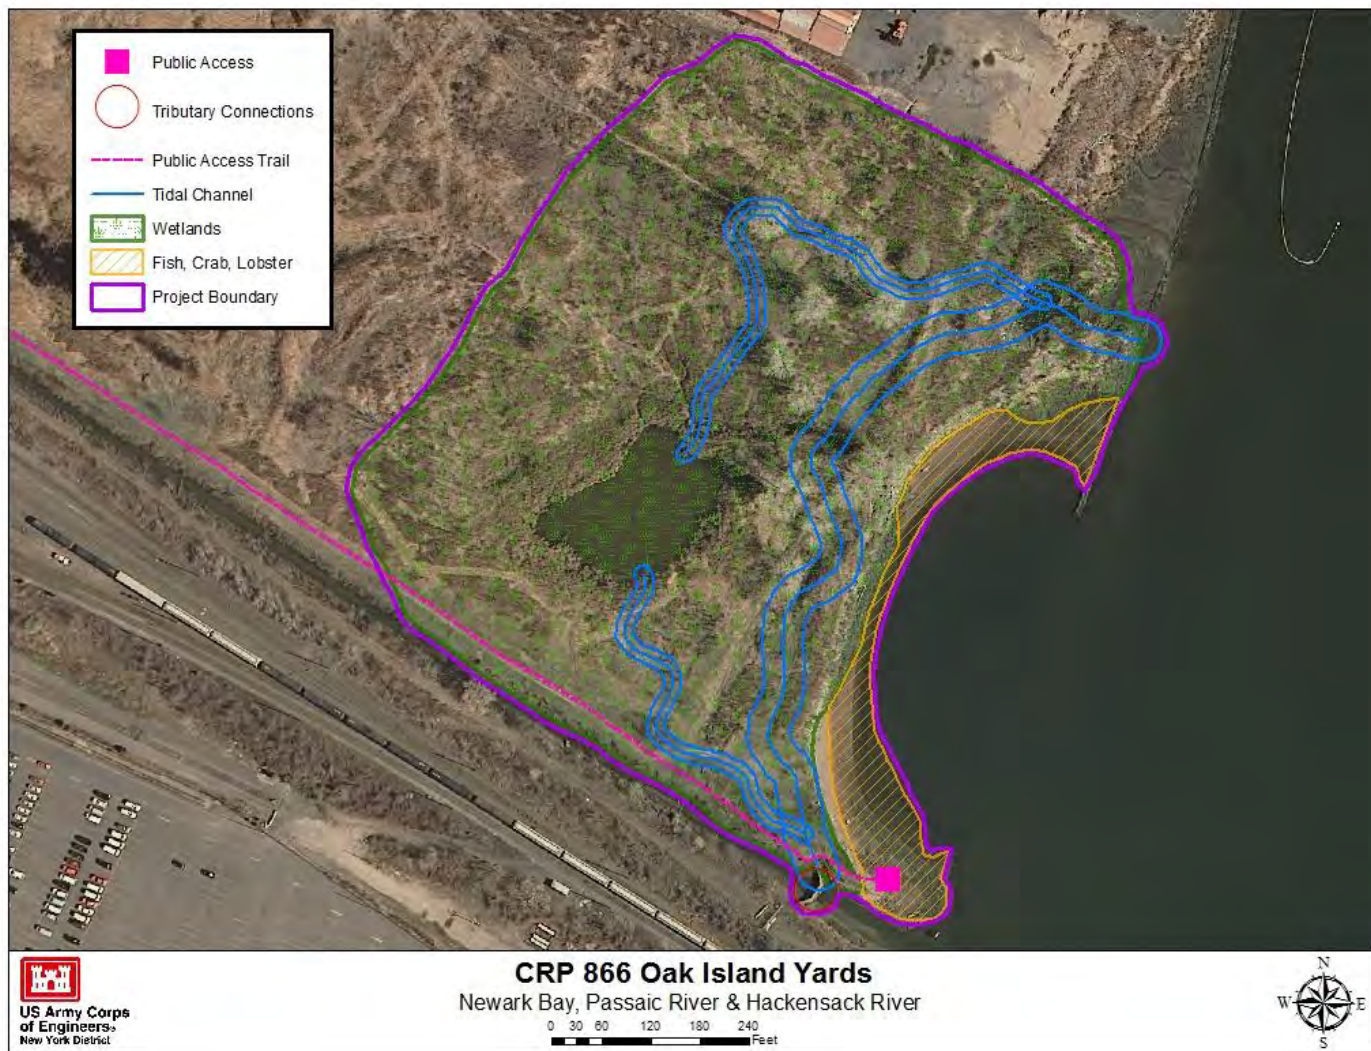 Public Access
Tributary Connections
Public Access Trail
Tidal Channel
Wetlands
Fish, Crab, Lobster
Project Boundary
US Army Corps
of Engineers®
New York District
CRP 866 Oak Island Yards
Newark Bay, Passaic River & Hackensack River
0 30 60 120 180 240
Feet
N
W E
S